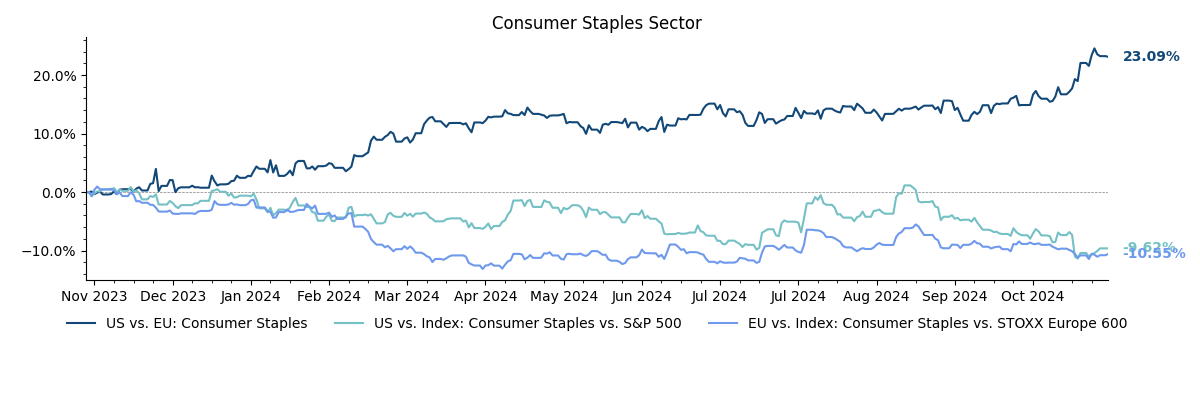 Consumer Staples Sector
23.09%
20.0%
10.0%
0.0%
−10.0%
-9.62%
-10.55%
Nov 2023 Dec 2023 Jan 2024 Feb 2024 Mar 2024 Apr 2024 May 2024 Jun 2024 Jul 2024 Jul 2024 Aug 2024 Sep 2024 Oct 2024
US vs. EU: Consumer Staples US vs. Index: Consumer Staples vs. S&P 500 EU vs. Index: Consumer Staples vs. STOXX Europe 600